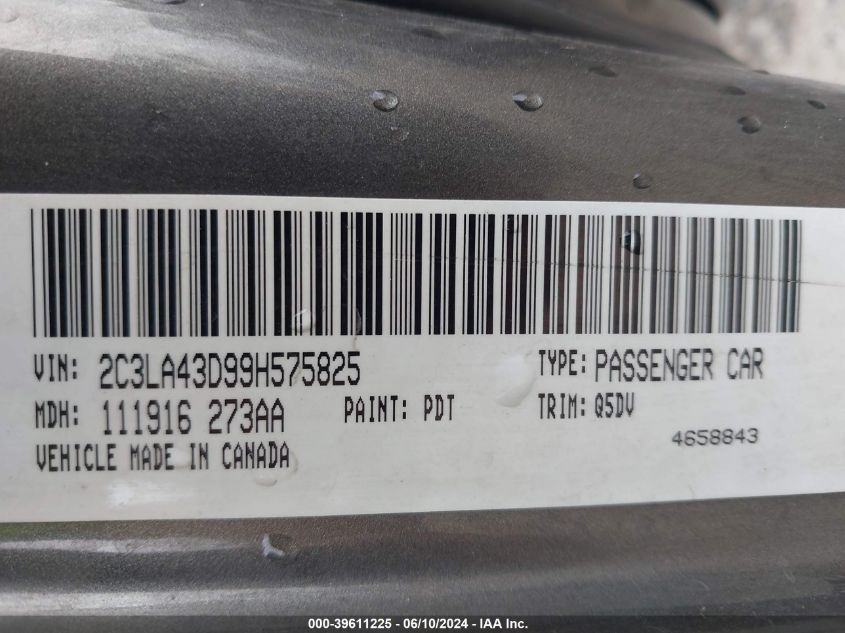 VIN: 2C3LA43D99H575825 TYPE: PASSENGER CAR
MDH: 111916 273AA PAINT: PDT TRIM: Q5DV
VEHICLE MADE IN CANADA 4658843
000-39611225 - 06/10/2024 - IAA Inc.